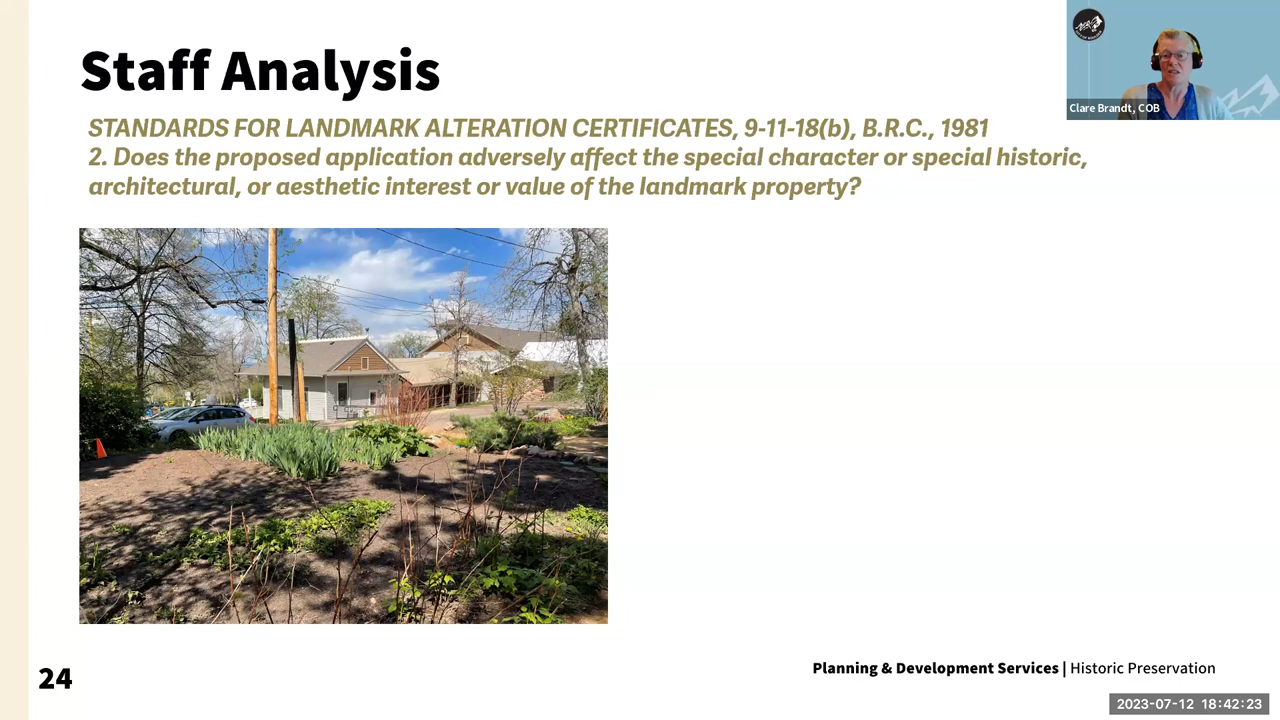 Staff Analysis
Clare Brandt, COB
STANDARDS FOR LANDMARK ALTERATION CERTIFICATES, 9-11-18(b), B.R.C., 1981
2. Does the proposed application adversely affect the special character or special historic,
architectural, or aesthetic interest or value of the landmark property?
24
Planning & Development Services | Historic Preservation
2023-07-12 18:42:23